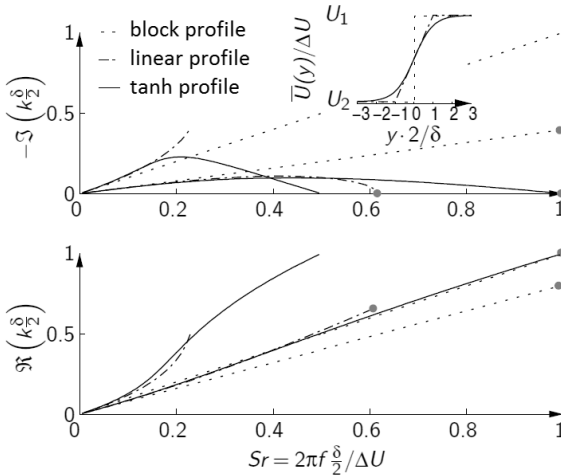 block profile
linear profile
tanh profile
1
0.5
0
−ℑ(k δ/2)
0 0.2 0.4 0.6 0.8 1
U1
U2
U̅(y)/ΔU
−3 −2 −1 0 1 2 3
y · 2/δ
1
0.5
0
ℜ(k δ/2)
0 0.2 0.4 0.6 0.8 1
Sr = 2πf δ/2 /ΔU